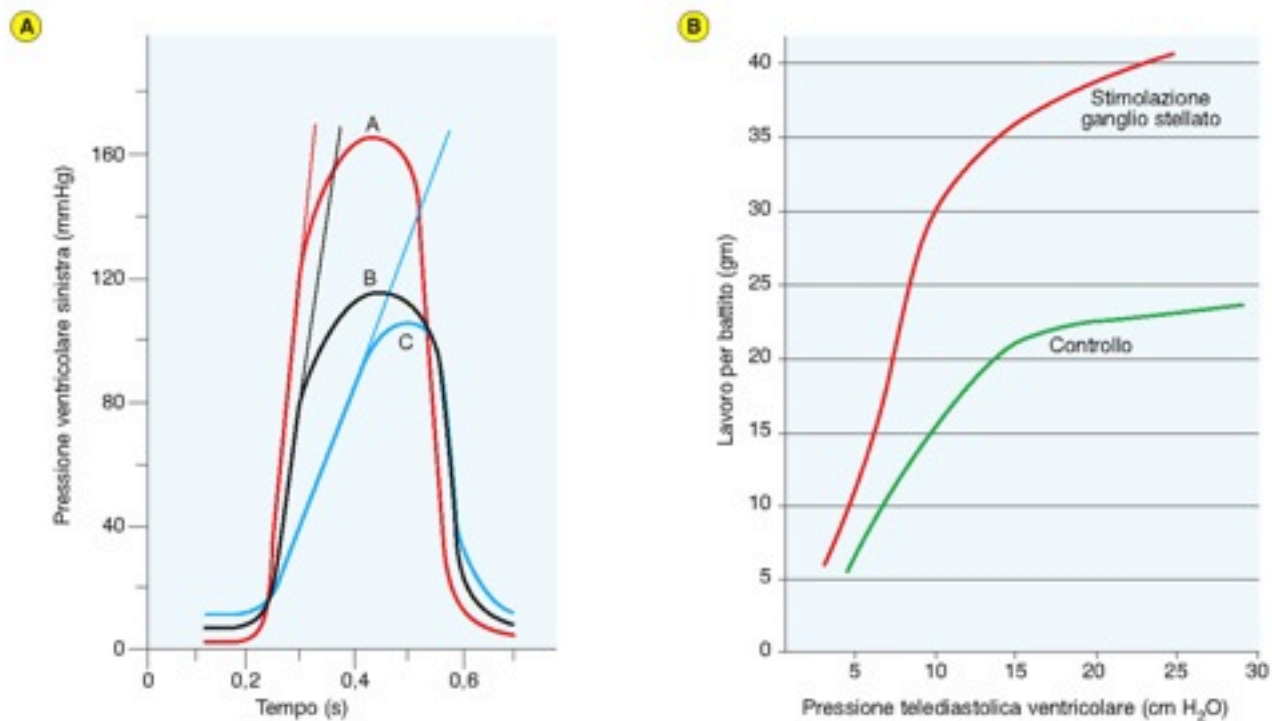 A
Pressione ventricolare sinistra (mmHg)
160
120
80
40
0
A
B
C
0
0,2
0,4
0,6
Tempo (s)
B
Lavoro per battito (gm)
40
35
30
25
20
15
10
5
0
Stimolazione
ganglio stellato
Controllo
5
10
15
20
25
30
Pressione telediastolica ventricolare (cm H₂O)